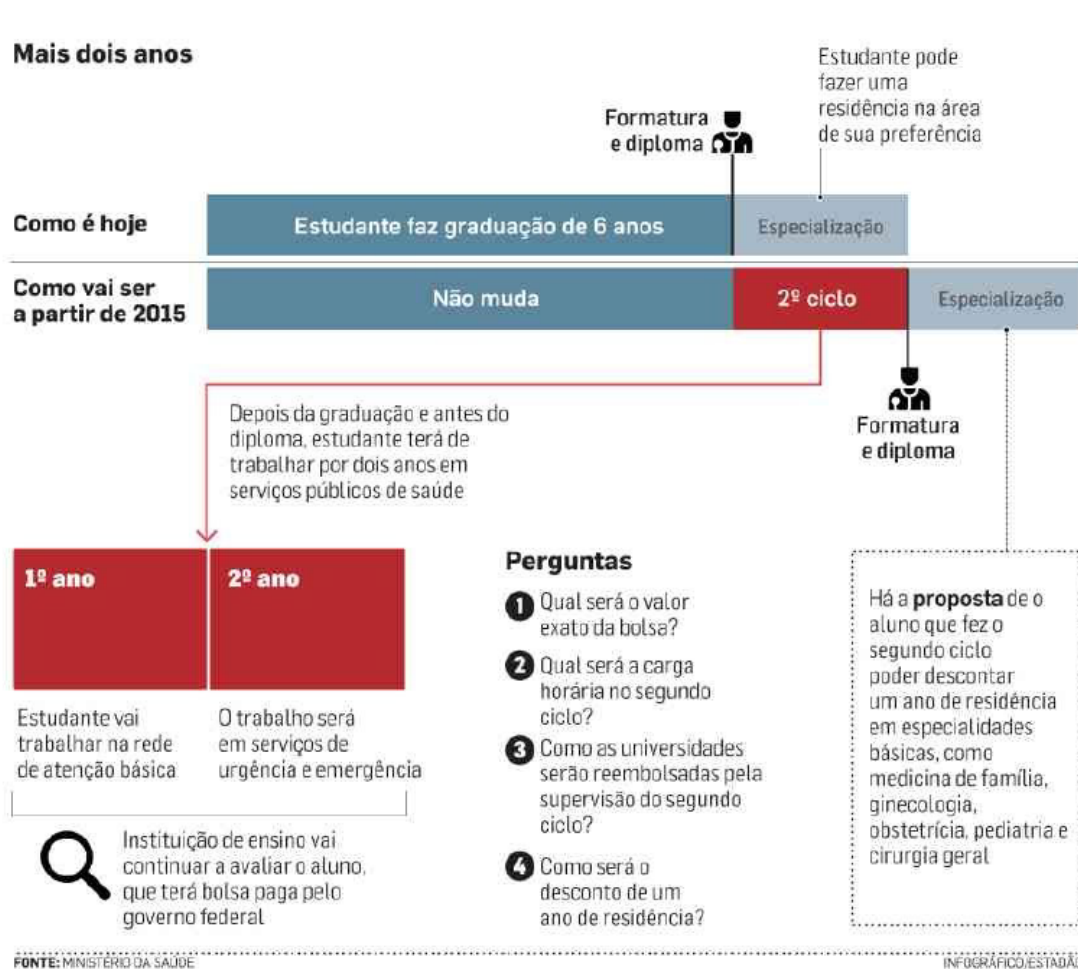 Mais dois anos
Estudante pode
fazer uma
residência na área
de sua preferência
Formatura
e diploma
Como é hoje
Estudante faz graduação de 6 anos
Especialização
Como vai ser
a partir de 2015
Não muda
2º ciclo
Especialização
Formatura
e diploma
Depois da graduação e antes do
diploma, estudante terá de
trabalhar por dois anos em
serviços públicos de saúde
1º ano
2º ano
Estudante vai
trabalhar na rede
de atenção básica
O trabalho será
em serviços de
urgência e emergência
Instituição de ensino vai
continuar a avaliar o aluno,
que terá bolsa paga pelo
governo federal
Perguntas
1 Qual será o valor
exato da bolsa?
2 Qual será a carga
horária no segundo
ciclo?
3 Como as universidades
serão reembolsadas pela
supervisão do segundo
ciclo?
4 Como será o
desconto de um
ano de residência?
Há a proposta de o
aluno que fez o
segundo ciclo
poder descontar
um ano de residência
em especialidades
básicas, como
medicina de família,
ginecologia,
obstetrícia, pediatria e
cirurgia geral
FONTE: MINISTÉRIO DA SAÚDE
INFOGRÁFICO/ESTADÃO